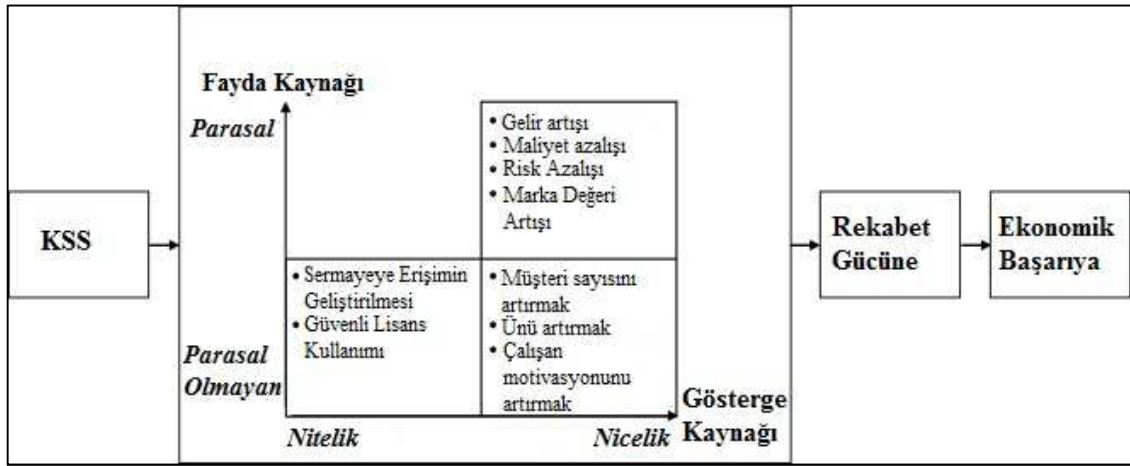 Fayda Kaynağı
Parasal
• Gelir artışı
• Maliyet azalışı
• Risk Azalışı
• Marka Değeri
Artışı
KSS
• Sermayeye Erişimin
Geliştirilmesi
• Güvenli Lisans
Kullanımı
• Müşteri sayısını
artırmak
• Ünü artırmak
• Çalışan
motivasyonunu
artırmak
Parasal
Olmayan
Nitelik
Nicelik
Gösterge
Kaynağı
Rekabet
Gücüne
Ekonomik
Başarıya